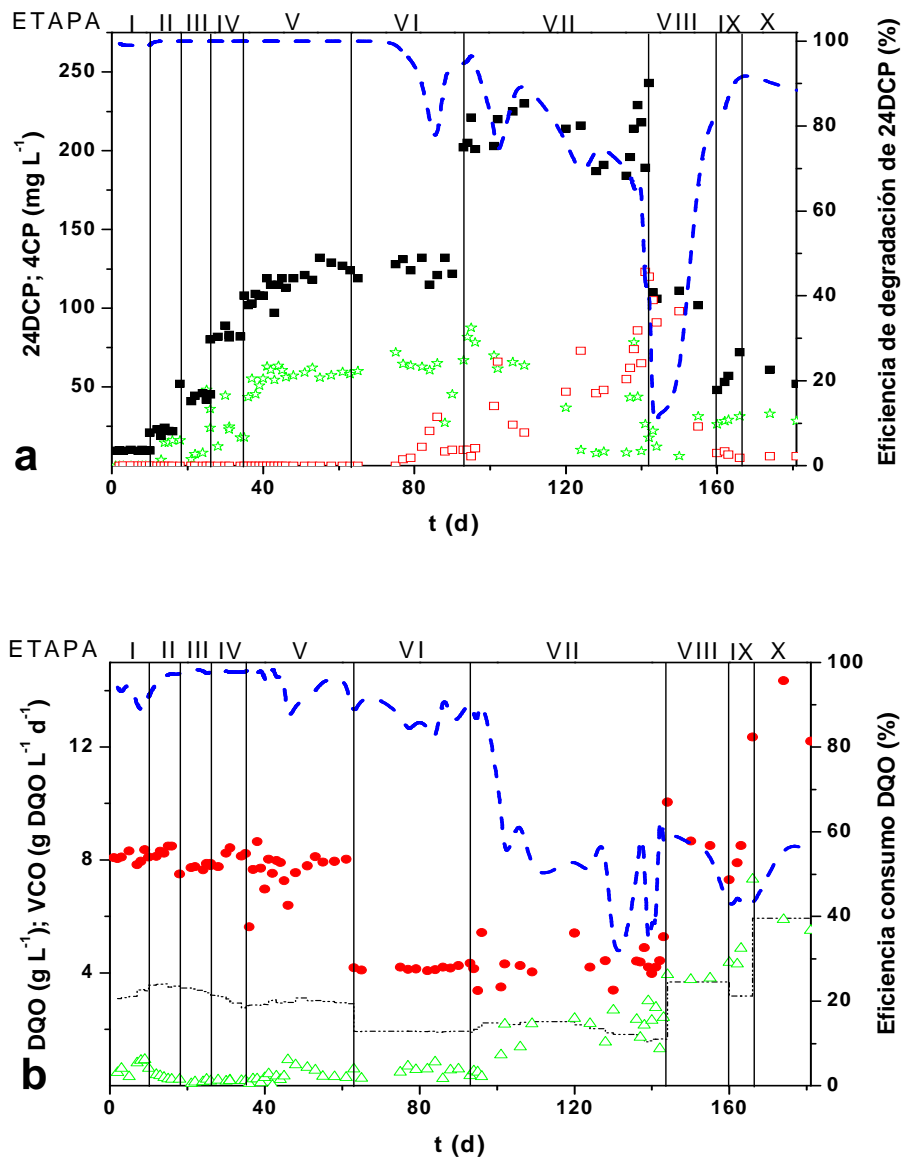 ETAPA I II III IV V VI VII VIII IX X
250
200
150
100
50
0 40 80 120 160
100
80
60
40
20
0
24DCP; 4CP (mg L⁻¹)
Eficiencia de degradación de 24DCP (%)
a
t (d)
ETAPA I II III IV V VI VII VIII IX X
12
8
4
0 40 80 120 160
100
80
60
40
20
0
DQO (g L⁻¹); VCO (g DQO L⁻¹ d⁻¹)
Eficiencia consumo DQO (%)
b
t (d)